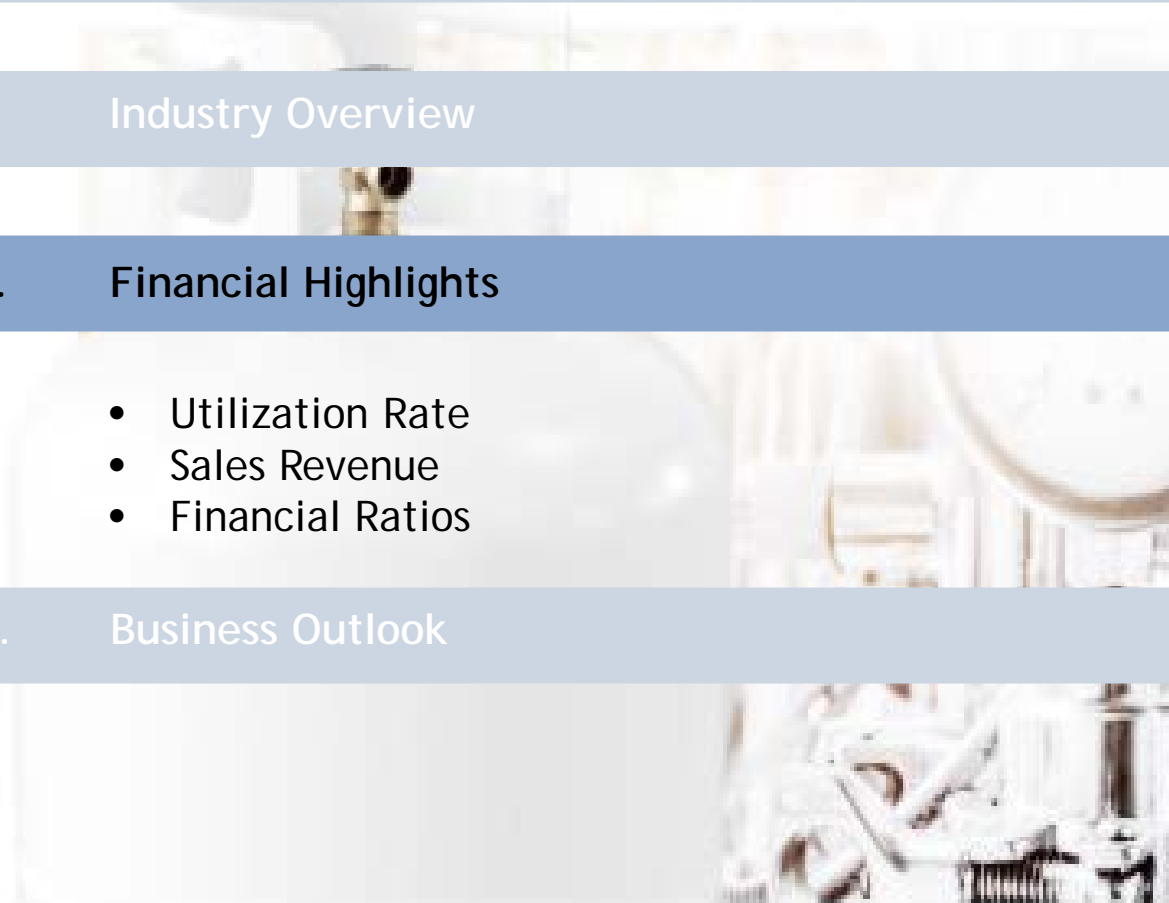 Industry Overview
. Financial Highlights
• Utilization Rate
• Sales Revenue
• Financial Ratios
. Business Outlook